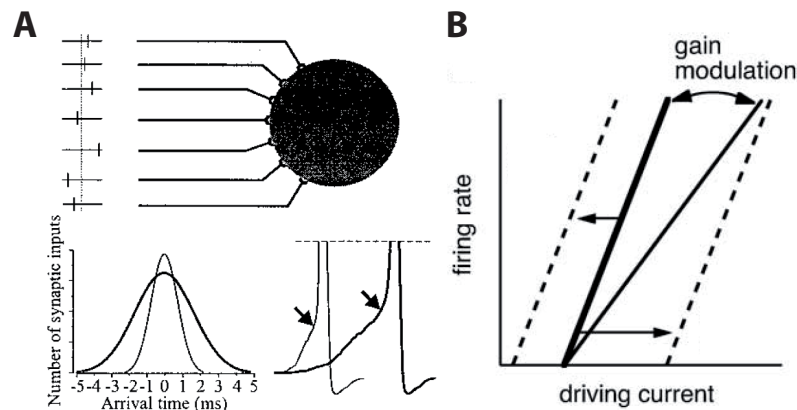 A
Number of synaptic inputs
-5-4 -3 -2-1 0 1 2 3 4 5
Arrival time (ms)
B
gain
modulation
firing rate
driving current